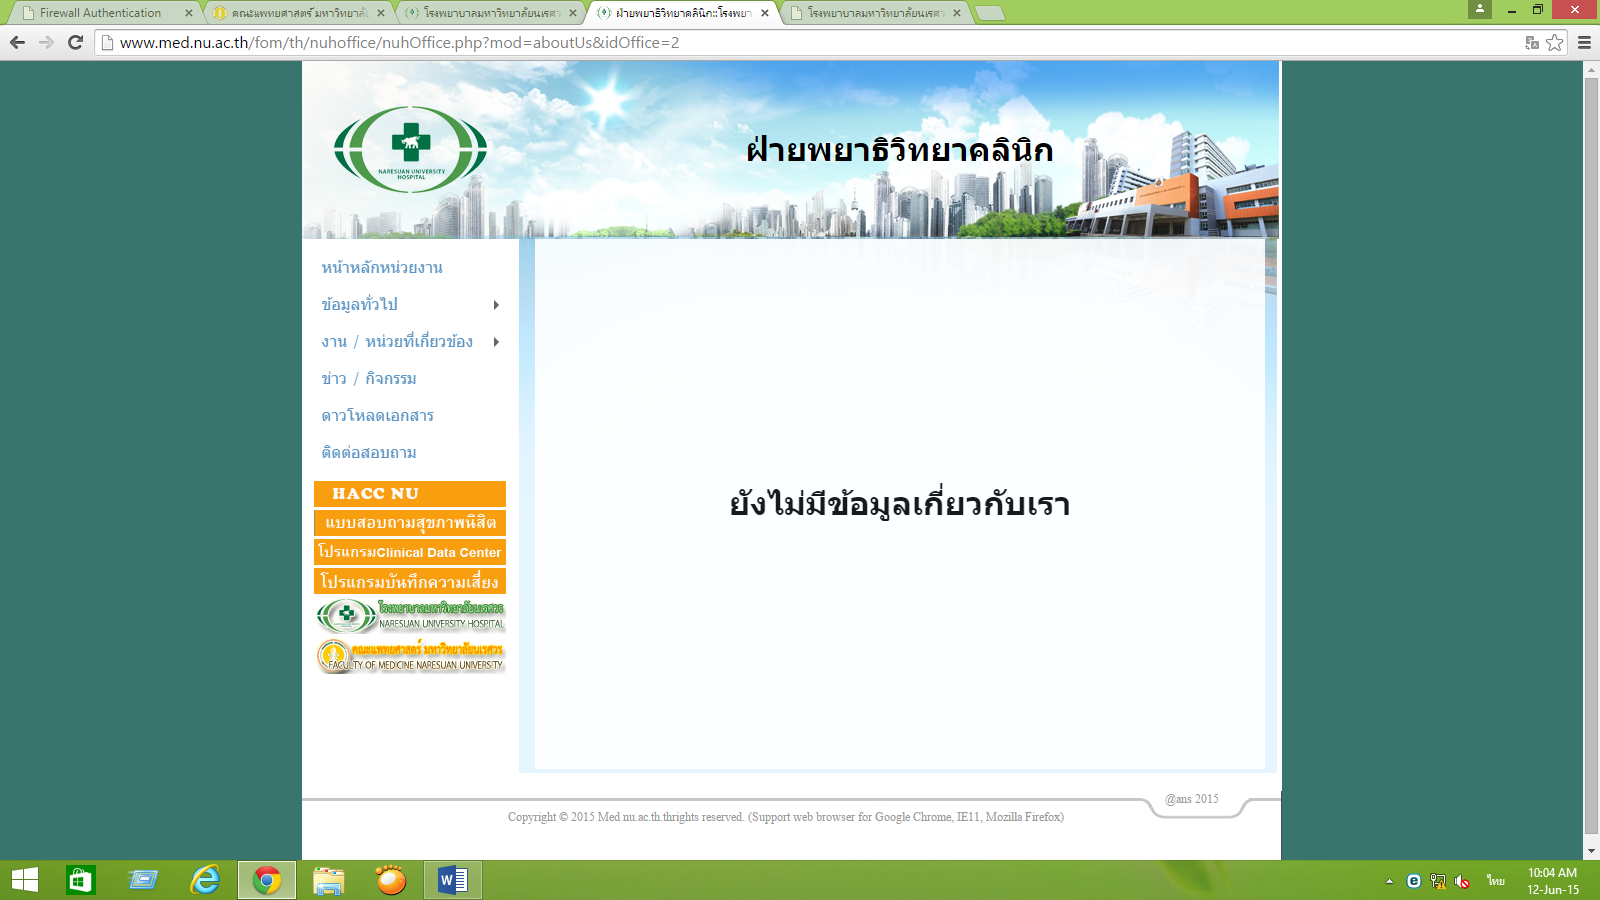 Firewall Authentication
คณะแพทยศาสตร์ มหาวิทยาลัย
โรงพยาบาลมหาวิทยาลัยนเรศว
ฝ่ายพยาธิวิทยาคลินิก::โรงพยา
โรงพยาบาลมหาวิทยาลัยนเรศว
www.med.nu.ac.th/fom/th/nuhoffice/nuhOffice.php?mod=aboutUs&idOffice=2
NARESUAN UNIVERSITY
HOSPITAL
ฝ่ายพยาธิวิทยาคลินิก
หน้าหลักหน่วยงาน
ข้อมูลทั่วไป
งาน / หน่วยที่เกี่ยวข้อง
ข่าว / กิจกรรม
ดาวโหลดเอกสาร
ติดต่อสอบถาม
HACC NU
แบบสอบถามสุขภาพนิสิต
โปรแกรมClinical Data Center
โปรแกรมบันทึกความเสี่ยง
โรงพยาบาลมหาวิทยาลัยนเรศวร
NARESUAN UNIVERSITY HOSPITAL
คณะแพทยศาสตร์ มหาวิทยาลัยนเรศวร
FACULTY OF MEDICINE NARESUAN UNIVERSITY
ยังไม่มีข้อมูลเกี่ยวกับเรา
@ans 2015
Copyright © 2015 Med nu.ac.th.thrights reserved. (Support web browser for Google Chrome, IE11, Mozilla Firefox)
ไทย
10:04 AM
12-Jun-15